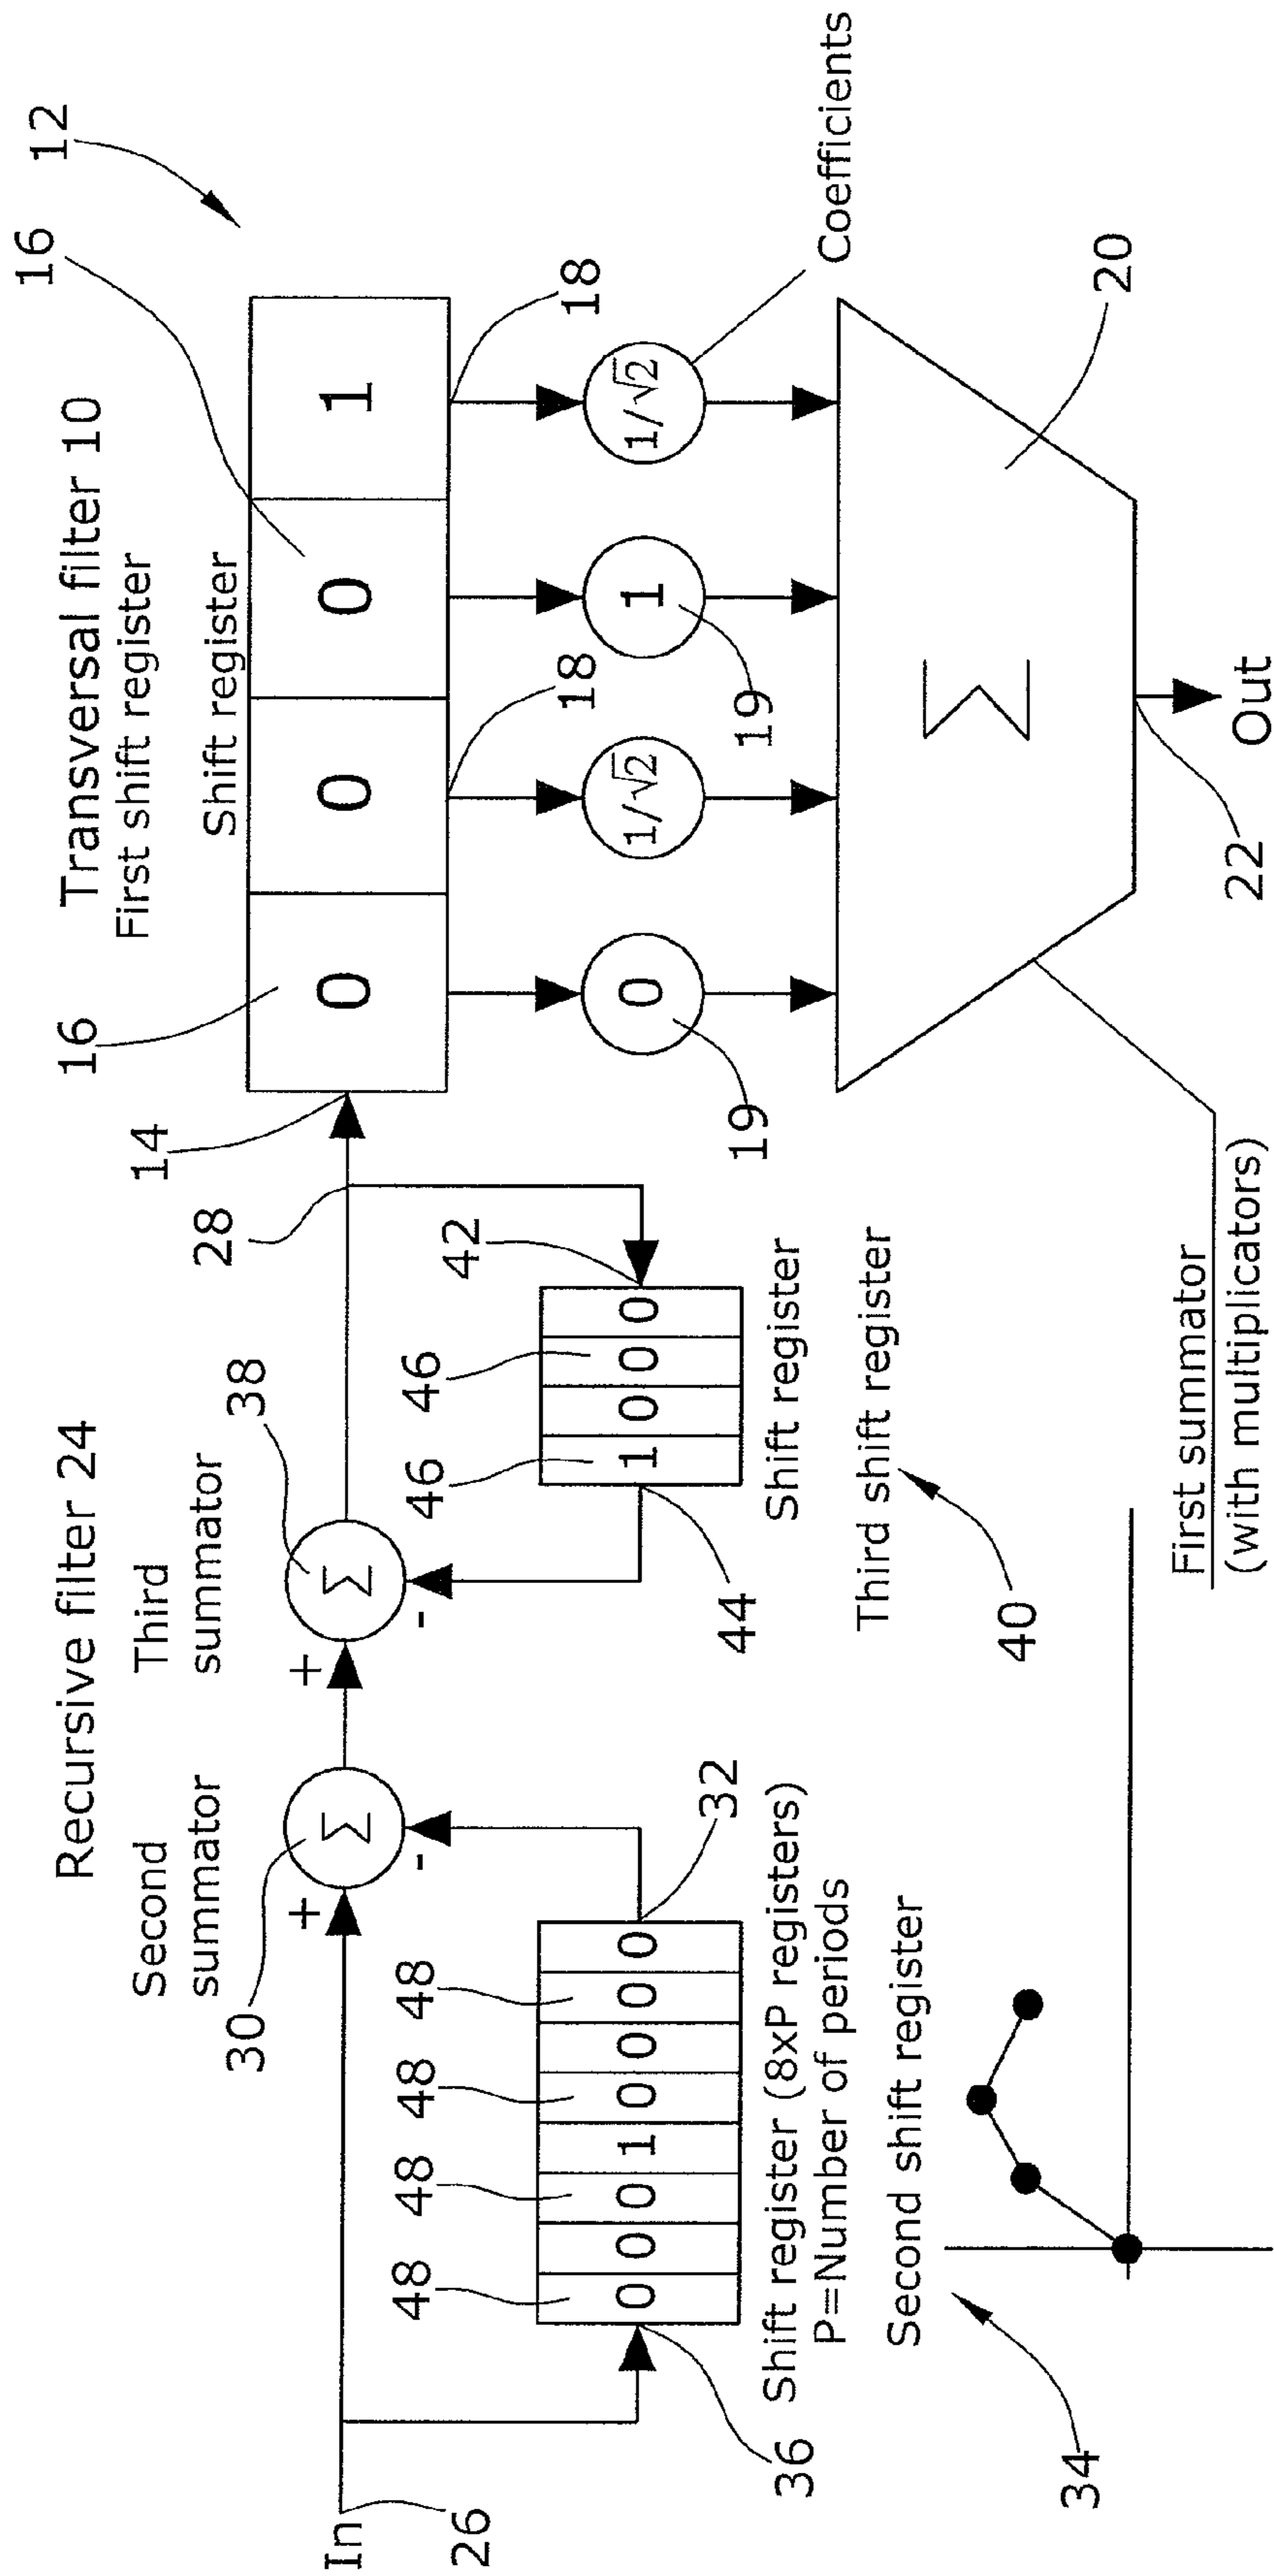 Recursive filter 24
Transversal filter 10
First shift register
Shift register
12
16
16
0
0
0
1
14
18
18
0
1/√2
1
1/√2
19
19
Coefficients
Σ
20
22
Out
First summator
(with multiplicators)
Second
summator
30
+
-
Σ
Third
summator
38
+
-
Σ
28
42
46
46
1
0
0
0
44
Shift register
Third shift register
40
In
26
36
48
48
48
48
0
0
0
1
0
0
0
0
32
Shift register (8xP registers)
P=Number of periods
Second shift register
34